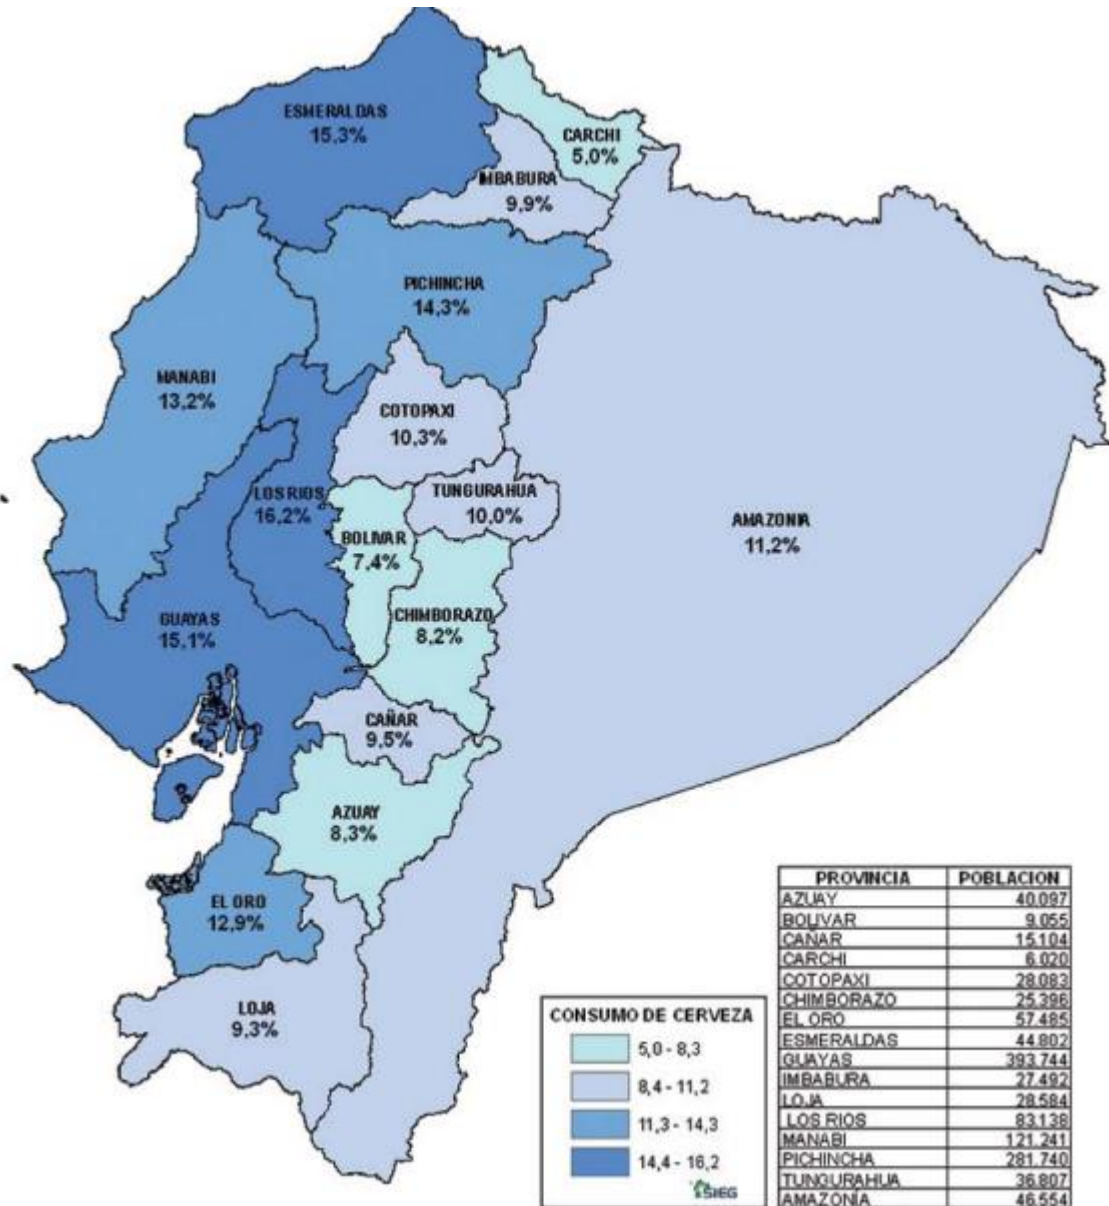 ESMERALDAS
15,3%
CARCHI
5,0%
IMBABURA
9,9%
PICHINCHA
14,3%
MANABI
13,2%
COTOPAXI
10,3%
LOS RIOS
16,2%
TUNGURAHUA
10,0%
BOLIVAR
7,4%
AMAZONIA
11,2%
GUAYAS
15,1%
CHIMBORAZO
8,2%
CAÑAR
9,5%
AZUAY
8,3%
EL ORO
12,9%
LOJA
9,3%
CONSUMO DE CERVEZA
5,0 - 8,3
8,4 - 11,2
11,3 - 14,3
14,4 - 16,2
SIEG
PROVINCIA POBLACION
AZUAY 40.097
BOLIVAR 9.055
CAÑAR 15.104
CARCHI 6.020
COTOPAXI 28.083
CHIMBORAZO 25.396
EL ORO 57.485
ESMERALDAS 44.802
GUAYAS 393.744
IMBABURA 27.492
LOJA 28.584
LOS RIOS 83.138
MANABI 121.241
PICHINCHA 281.740
TUNGURAHUA 36.807
AMAZONÍA 46.554